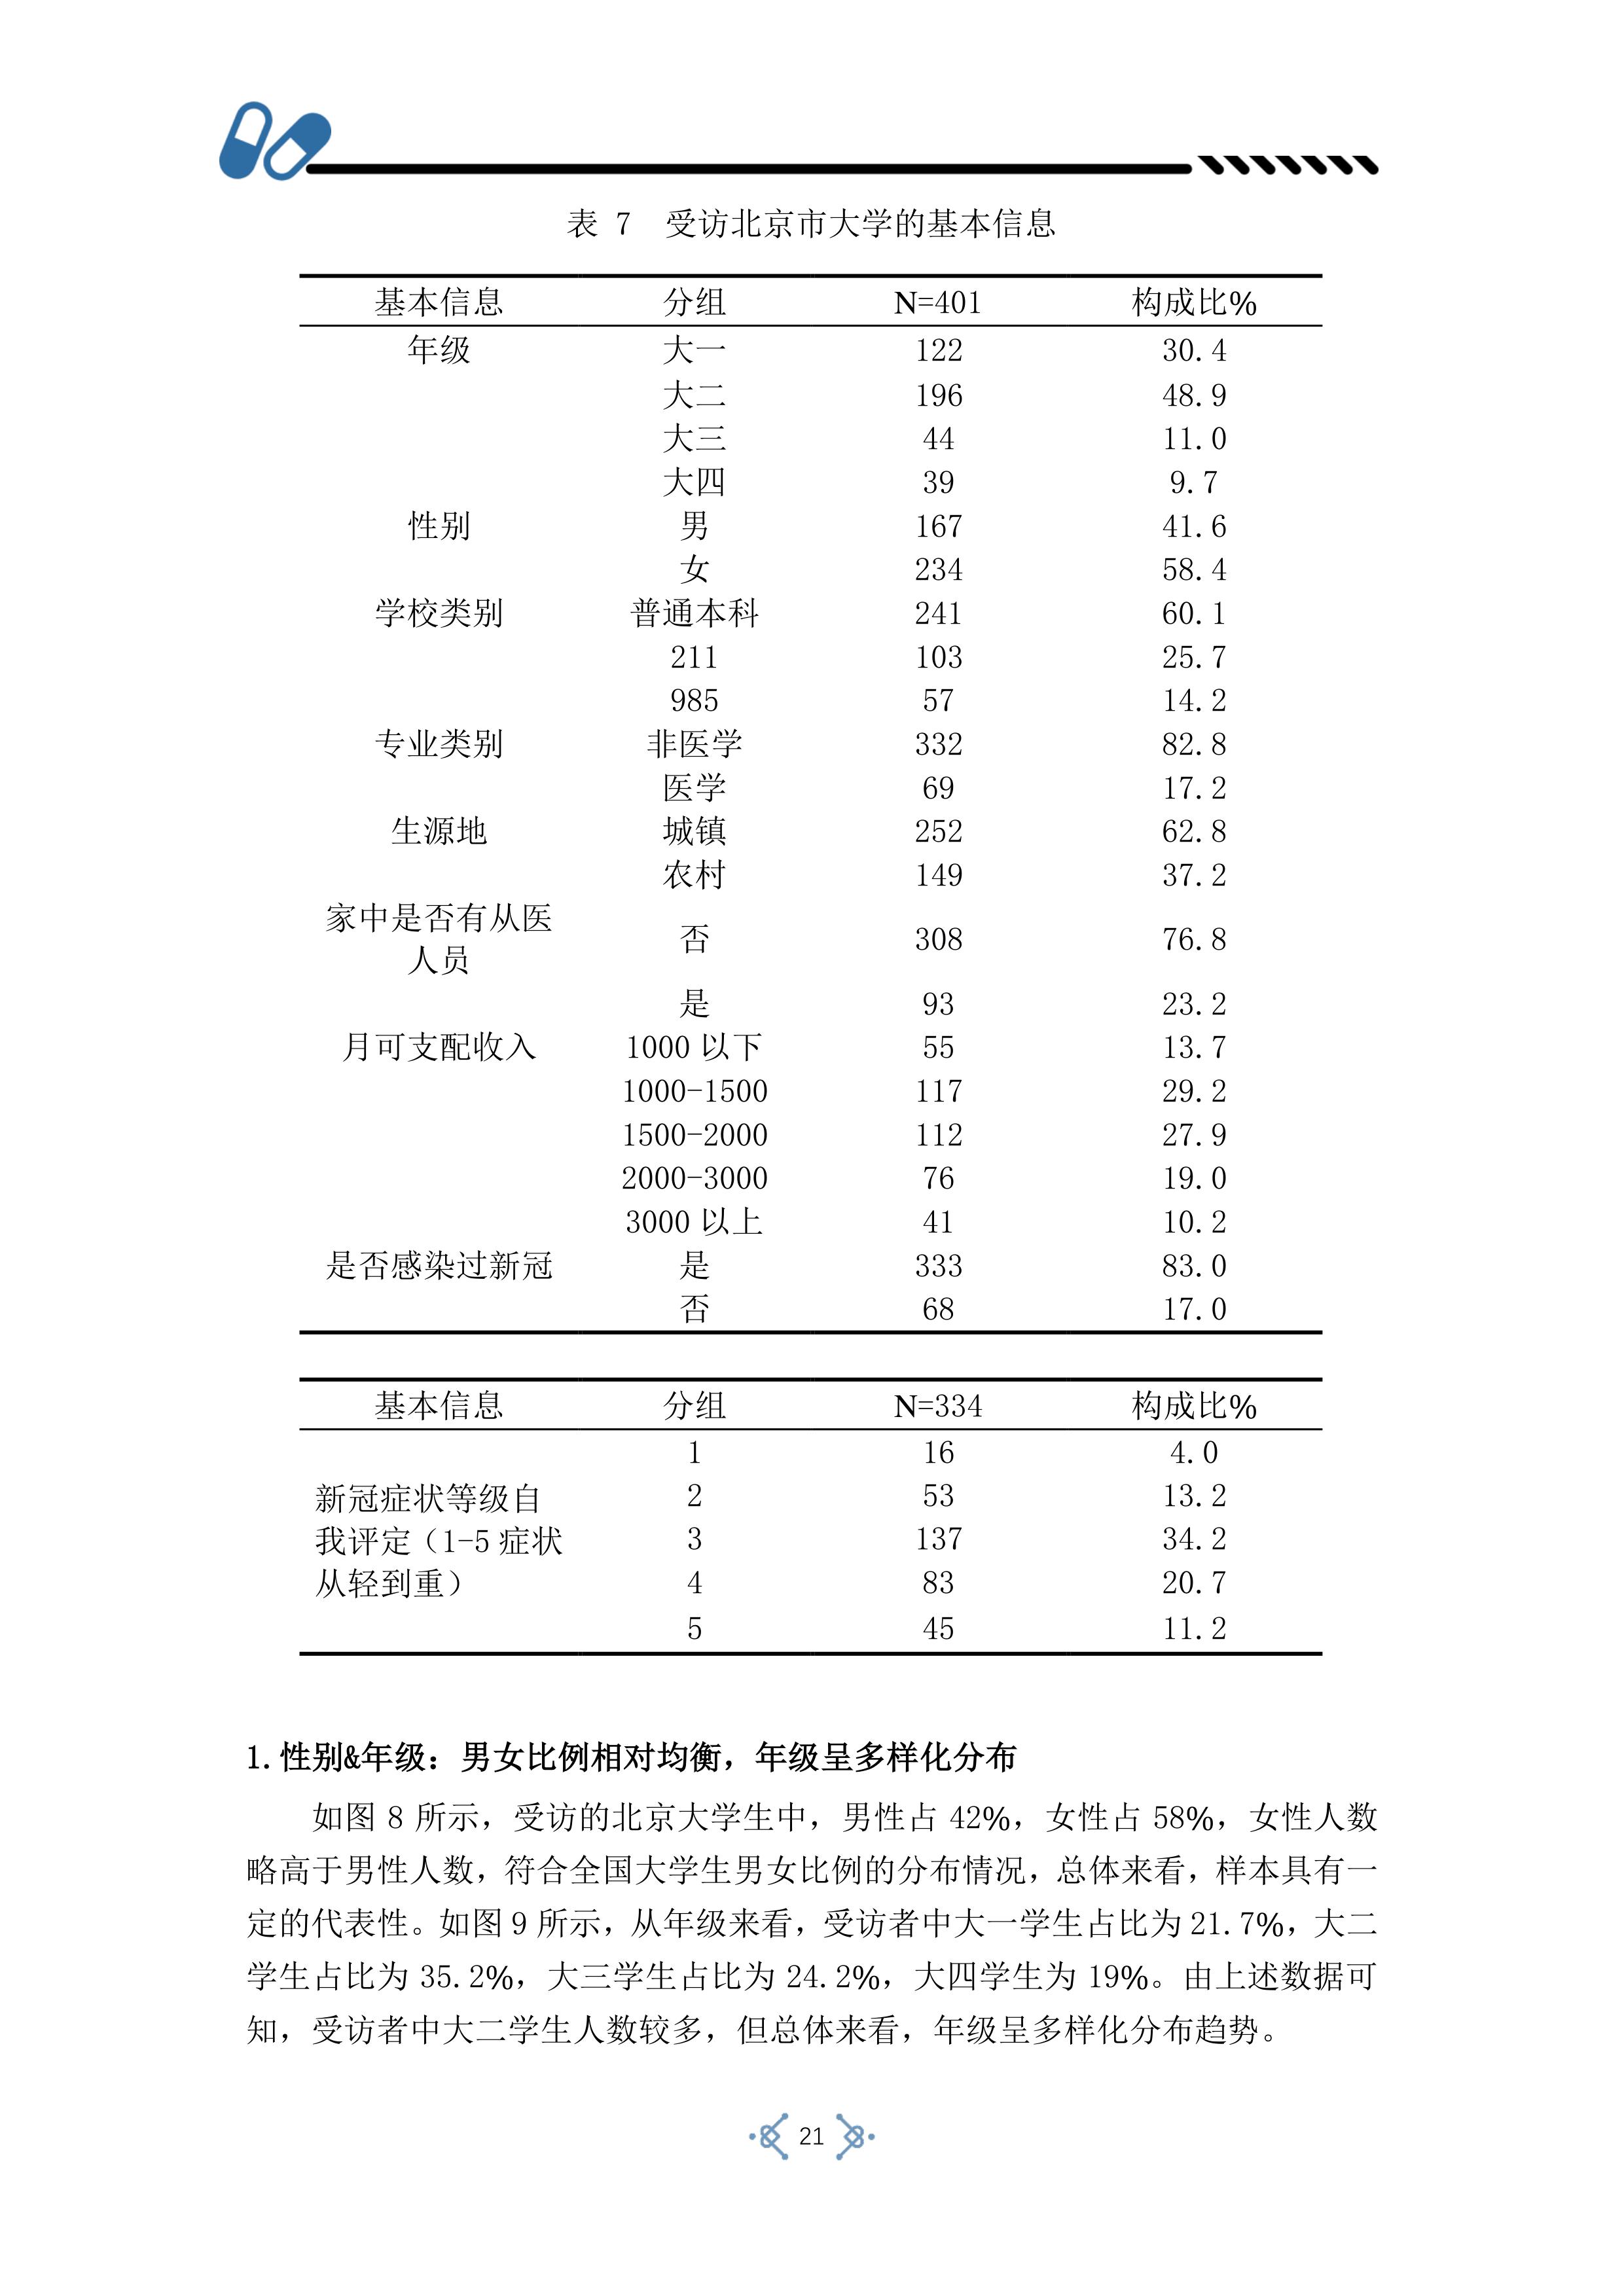 表 7 受访北京市大学的基本信息
基本信息 分组 N=401 构成比%
年级 大一 122 30.4
大二 196 48.9
大三 44 11.0
大四 39 9.7
性别 男 167 41.6
女 234 58.4
学校类别 普通本科 241 60.1
211 103 25.7
985 57 14.2
专业类别 非医学 332 82.8
医学 69 17.2
生源地 城镇 252 62.8
农村 149 37.2
家中是否有从医
人员 否 308 76.8
是 93 23.2
月可支配收入 1000 以下 55 13.7
1000-1500 117 29.2
1500-2000 112 27.9
2000-3000 76 19.0
3000 以上 41 10.2
是否感染过新冠 是 333 83.0
否 68 17.0
基本信息 分组 N=334 构成比%
1 16 4.0
新冠症状等级自 2 53 13.2
我评定（1-5 症状 3 137 34.2
从轻到重） 4 83 20.7
5 45 11.2
1.性别&年级：男女比例相对均衡，年级呈多样化分布
如图 8 所示，受访的北京大学生中，男性占 42%，女性占 58%，女性人数
略高于男性人数，符合全国大学生男女比例的分布情况，总体来看，样本具有一
定的代表性。如图 9 所示，从年级来看，受访者中大一学生占比为 21.7%，大二
学生占比为 35.2%，大三学生占比为 24.2%，大四学生为 19%。由上述数据可
知，受访者中大二学生人数较多，但总体来看，年级呈多样化分布趋势。
21